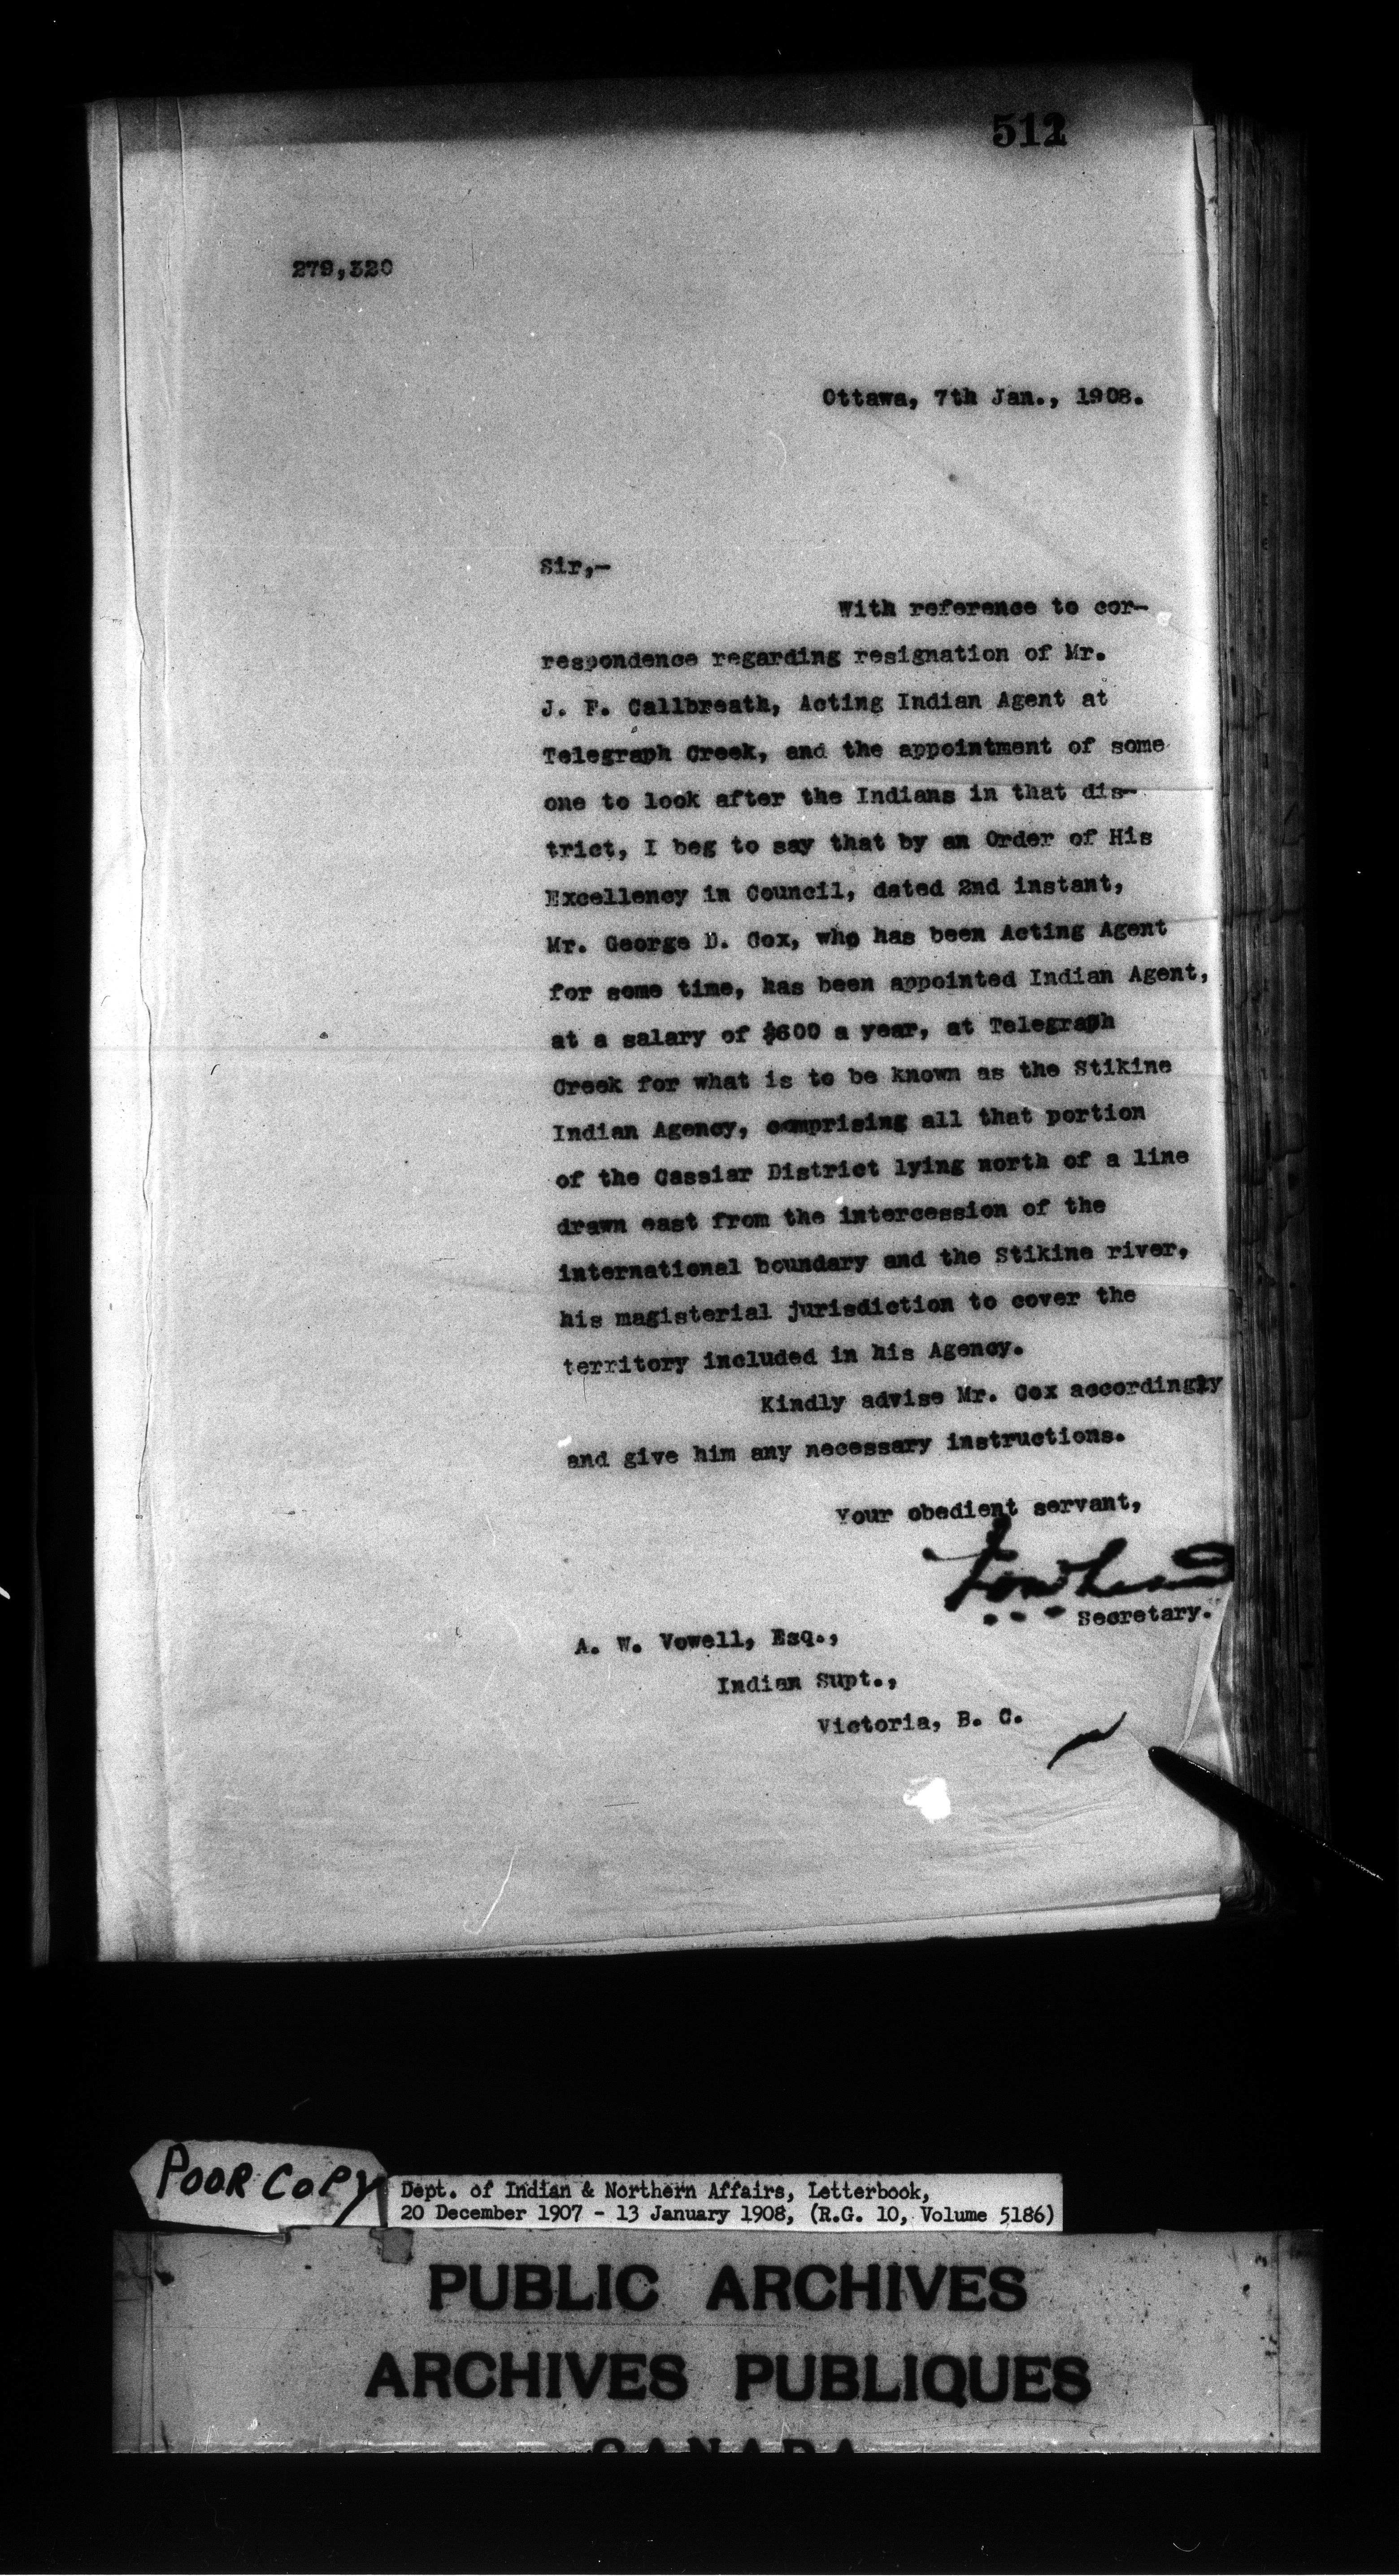 512
279,320
Ottawa, 7th Jan., 1908.
Sir,-
With reference to cor-
respondence regarding resignation of Mr.
J. F. Callbreath, Acting Indian Agent at
Telegraph Creek, and the appointment of some
one to look after the Indians in that dis-
trict, I beg to say that by an Order of His
Excellency in Council, dated 2nd instant,
Mr. George D. Cox, who has been Acting Agent
for some time, has been appointed Indian Agent,
at a salary of $600 a year, at Telegraph
Creek for what is to be known as the Stikine
Indian Agency, comprising all that portion
of the Cassiar District lying north of a line
drawn east from the intercession of the
international boundary and the Stikine river,
his magisterial jurisdiction to cover the
territory included in his Agency.
Kindly advise Mr. Cox accordingly
and give him any necessary instructions.
Your obedient servant,
Secretary.
A. W. Vowell, Esq.,
Indian Supt.,
Victoria, B. C.
POOR COPY
Dept. of Indian & Northern Affairs, Letterbook,
20 December 1907 - 13 January 1908, (R.G. 10, Volume 5186)
PUBLIC ARCHIVES
ARCHIVES PUBLIQUES
CANADA